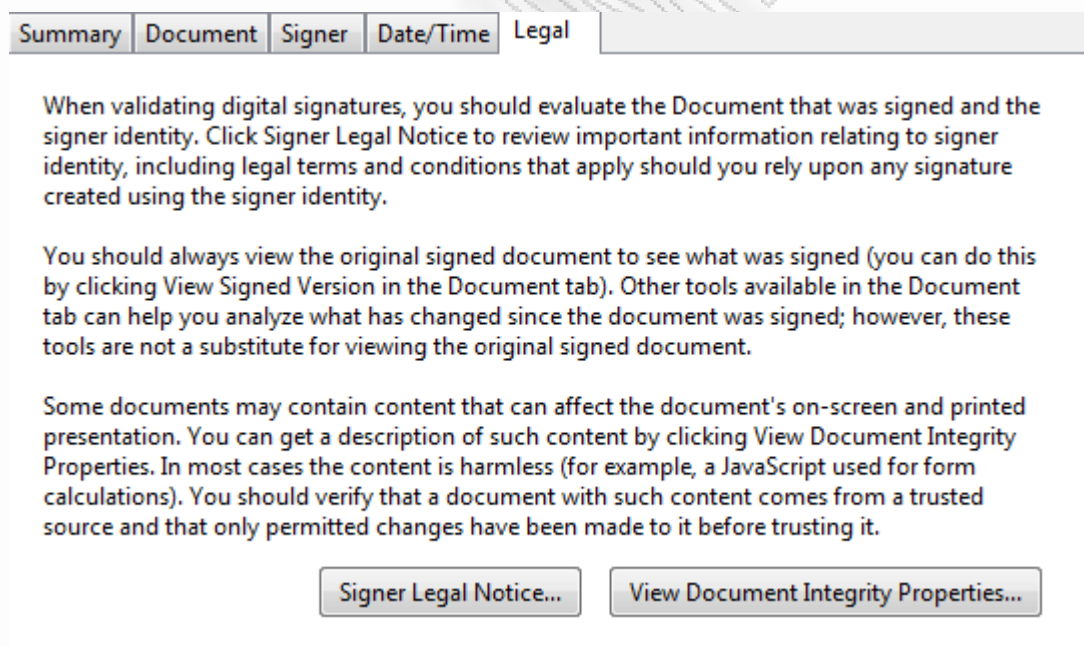 Summary Document Signer Date/Time Legal
When validating digital signatures, you should evaluate the Document that was signed and the
signer identity. Click Signer Legal Notice to review important information relating to signer
identity, including legal terms and conditions that apply should you rely upon any signature
created using the signer identity.
You should always view the original signed document to see what was signed (you can do this
by clicking View Signed Version in the Document tab). Other tools available in the Document
tab can help you analyze what has changed since the document was signed; however, these
tools are not a substitute for viewing the original signed document.
Some documents may contain content that can affect the document's on-screen and printed
presentation. You can get a description of such content by clicking View Document Integrity
Properties. In most cases the content is harmless (for example, a JavaScript used for form
calculations). You should verify that a document with such content comes from a trusted
source and that only permitted changes have been made to it before trusting it.
Signer Legal Notice... View Document Integrity Properties...